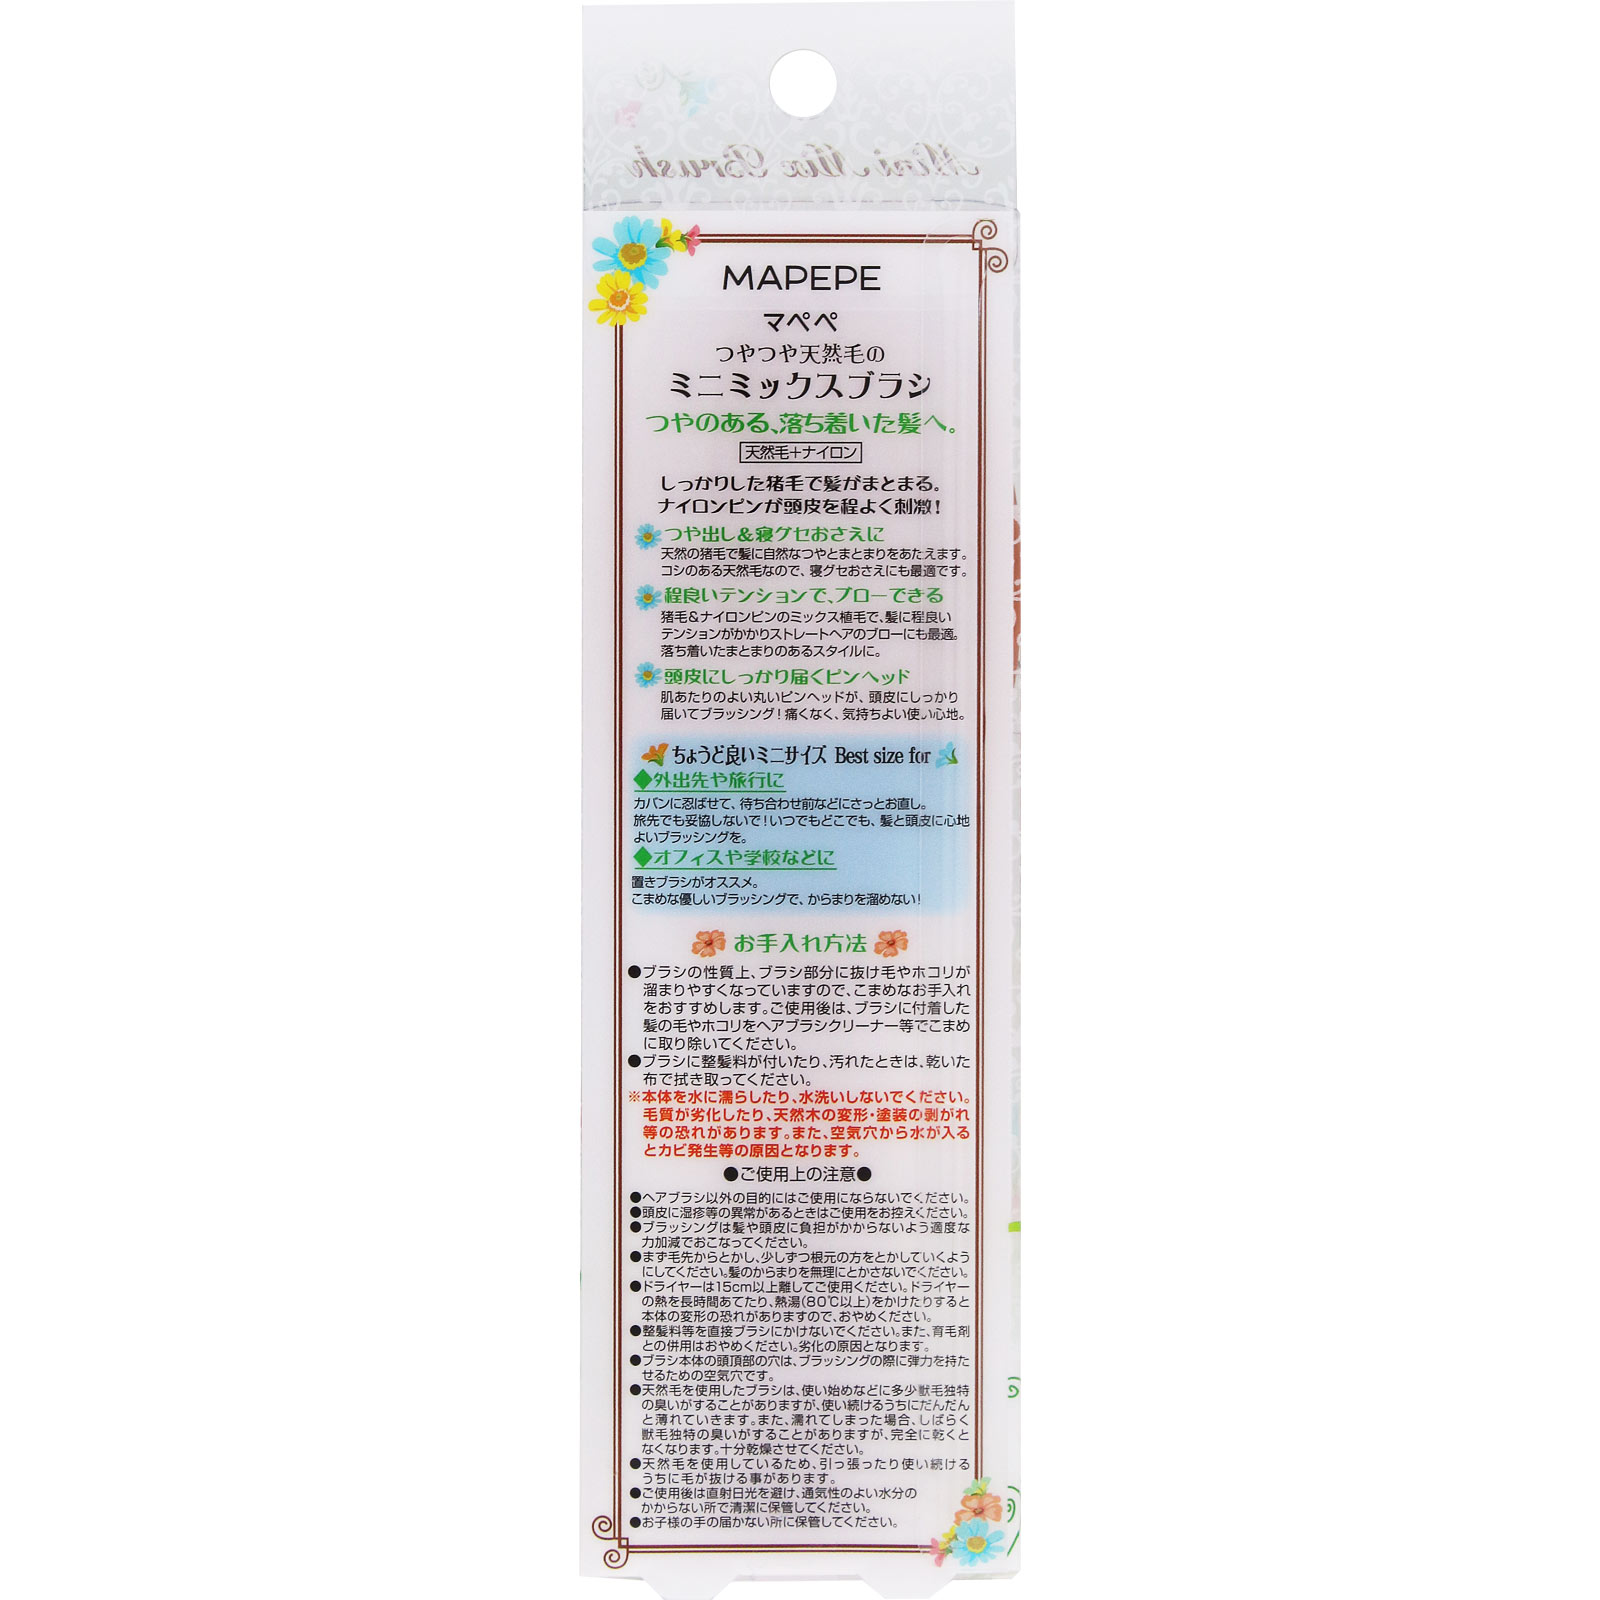 Mini Mix Brush
MAPEPE
マペペ
つやつや天然毛の
ミニミックスブラシ
つやのある、落ち着いた髪へ。
天然毛+ナイロン
しっかりした猪毛で髪がまとまる。
ナイロンピンが頭皮を程よく刺激!
つや出し&寝グセおさえに
天然の猪毛で髪に自然なつやとまとまりをあたえます。
コシのある天然毛なので、寝グセおさえにも最適です。
程良いテンションで、ブローできる
猪毛&ナイロンピンのミックス植毛で、髪に程良い
テンションがかかりストレートヘアのブローにも最適。
落ち着いたまとまりのあるスタイルに。
頭皮にしっかり届くピンヘッド
肌あたりのよい丸いピンヘッドが、頭皮にしっかり
届いてブラッシング!痛くなく、気持ちよい使い心地。
ちょうど良いミニサイズ Best size for
◆外出先や旅行に
カバンに忍ばせて、待ち合わせ前などにさっとお直し。
旅先でも妥協しないで!いつでもどこでも、髪と頭皮に心地
よいブラッシングを。
◆オフィスや学校などに
置きブラシがオススメ。
こまめな優しいブラッシングで、からまりを溜めない!
お手入れ方法
●ブラシの性質上、ブラシ部分に抜け毛やホコリが
溜まりやすくなっていますので、こまめなお手入れ
をおすすめします。ご使用後は、ブラシに付着した
髪の毛やホコリをヘアブラシクリーナー等でこまめ
に取り除いてください。
●ブラシに整髪料が付いたり、汚れたときは、乾いた
布で拭き取ってください。
※本体を水に濡らしたり、水洗いしないでください。
毛質が劣化したり、天然木の変形・塗装の剥がれ
等の恐れがあります。また、空気穴から水が入る
とカビ発生等の原因となります。
●ご使用上の注意●
●ヘアブラシ以外の目的にはご使用にならないでください。
●頭皮に湿疹等の異常があるときはご使用をお控えください。
●ブラッシングは髪や頭皮に負担がかからないよう適度な
力加減でおこなってください。
●まず毛先からとかし、少しずつ根元の方をとかしていくよう
にしてください。髪のからまりを無理にとかさないでください。
●ドライヤーは15cm以上離してご使用ください。ドライヤー
の熱を長時間あてたり、熱湯(80℃以上)をかけたりすると
本体の変形の恐れがありますので、おやめください。
●整髪料等を直接ブラシにかけないでください。また、育毛剤
との併用はおやめください。劣化の原因となります。
●ブラシ本体の頭頂部の穴は、ブラッシングの際に弾力を持た
せるための空気穴です。
●天然毛を使用したブラシは、使い始めなどに多少獣毛独特
の臭いがすることがありますが、使い続けるうちにだんだん
と薄れていきます。また、濡れてしまった場合、しばらく
獣毛独特の臭いがすることがありますが、完全に乾くと
なくなります。十分乾燥させてください。
●天然毛を使用しているため、引っ張ったり使い続ける
うちに毛が抜ける事があります。
●ご使用後は直射日光を避け、通気性のよい水分の
かからない所で清潔に保管してください。
●お子様の手の届かない所に保管してください。